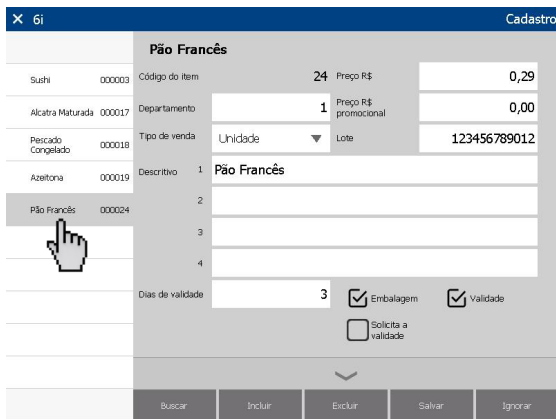 × 6i Cadastro
Pão Francês
Sushi 000003
Alcatra Maturada 000017
Pescado
Congelado 000018
Azeitona 000019
Pão Francês 000024
Código do item 24 Preço R$ 0,29
Departamento 1 Preço R$
promocional 0,00
Tipo de venda Unidade Lote 123456789012
Descritivo 1 Pão Francês
2
3
4
Dias de validade 3 Embalagem Validade
Solicita a
validade
Buscar Incluir Excluir Salvar Ignorar